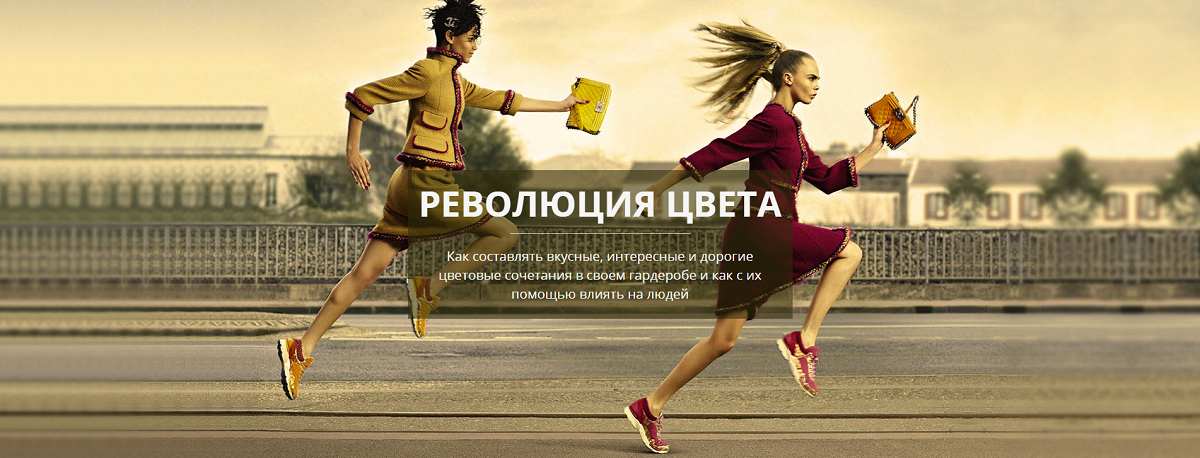 РЕВОЛЮЦИЯ ЦВЕТА
Как составлять вкусные, интересные и дорогие
цветовые сочетания в своем гардеробе и как с их
помощью влиять на людей